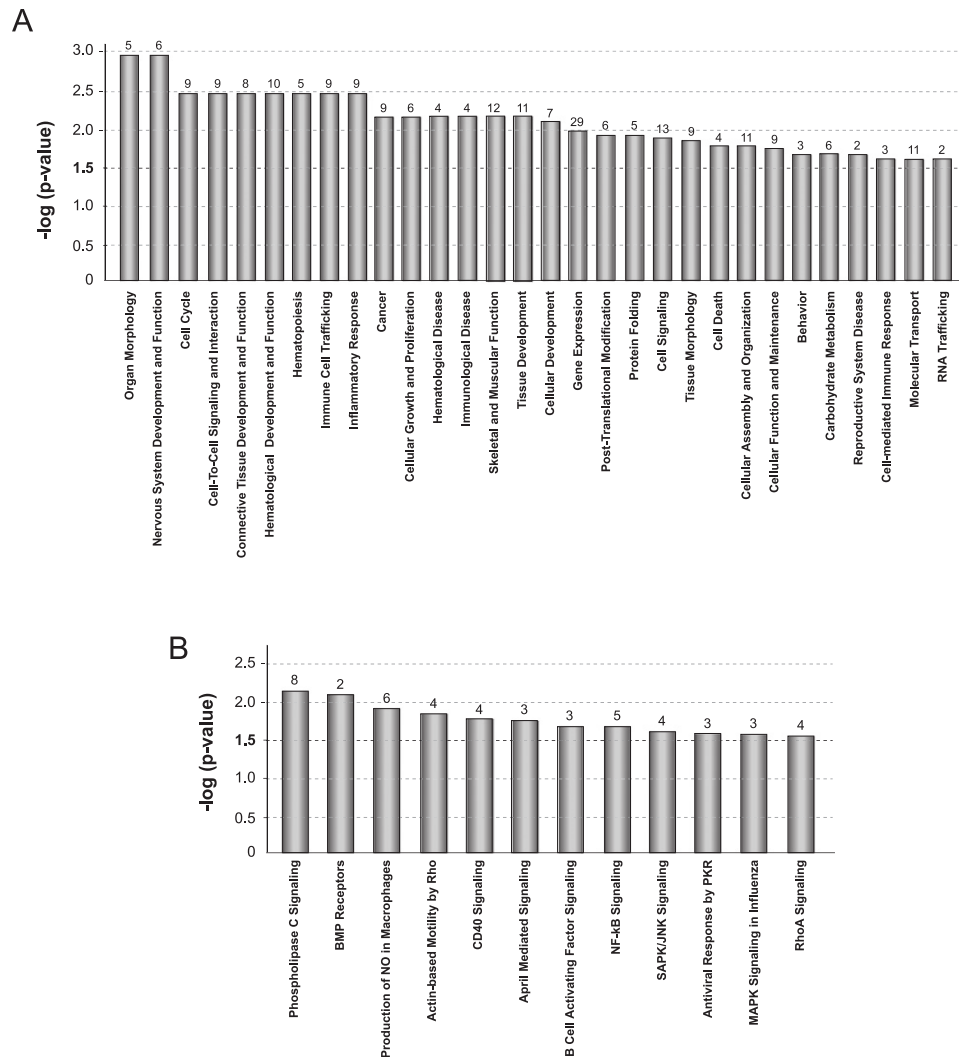 A
-log (p-value)
3.0
2.5
2.0
1.5
1.0
0.5
0
5 6 9 9 8 10 5 9 9 9 6 4 4 12 11 7 29 6 5 13 9 4 11 9 3 6 2 3 11 2
Organ Morphology
Nervous System Development and Function
Cell Cycle
Cell-To-Cell Signaling and Interaction
Connective Tissue Development and Function
Hematological Development and Function
Hematopoiesis
Immune Cell Trafficking
Inflammatory Response
Cancer
Cellular Growth and Proliferation
Hematological Disease
Immunological Disease
Skeletal and Muscular Function
Tissue Development
Cellular Development
Gene Expression
Post-Translational Modification
Protein Folding
Cell Signaling
Tissue Morphology
Cell Death
Cellular Assembly and Organization
Cellular Function and Maintenance
Behavior
Carbohydrate Metabolism
Reproductive System Disease
Cell-mediated Immune Response
Molecular Transport
RNA Trafficking
B
-log (p-value)
2.5
2.0
1.5
1.0
0.5
0
8 2 6 4 4 3 3 5 4 3 3 4
Phospholipase C Signaling
BMP Receptors
Production of NO in Macrophages
Actin-based Motility by Rho
CD40 Signaling
April Mediated Signaling
B Cell Activating Factor Signaling
NF-kB Signaling
SAPK/JNK Signaling
Antiviral Response by PKR
MAPK Signaling in Influenza
RhoA Signaling